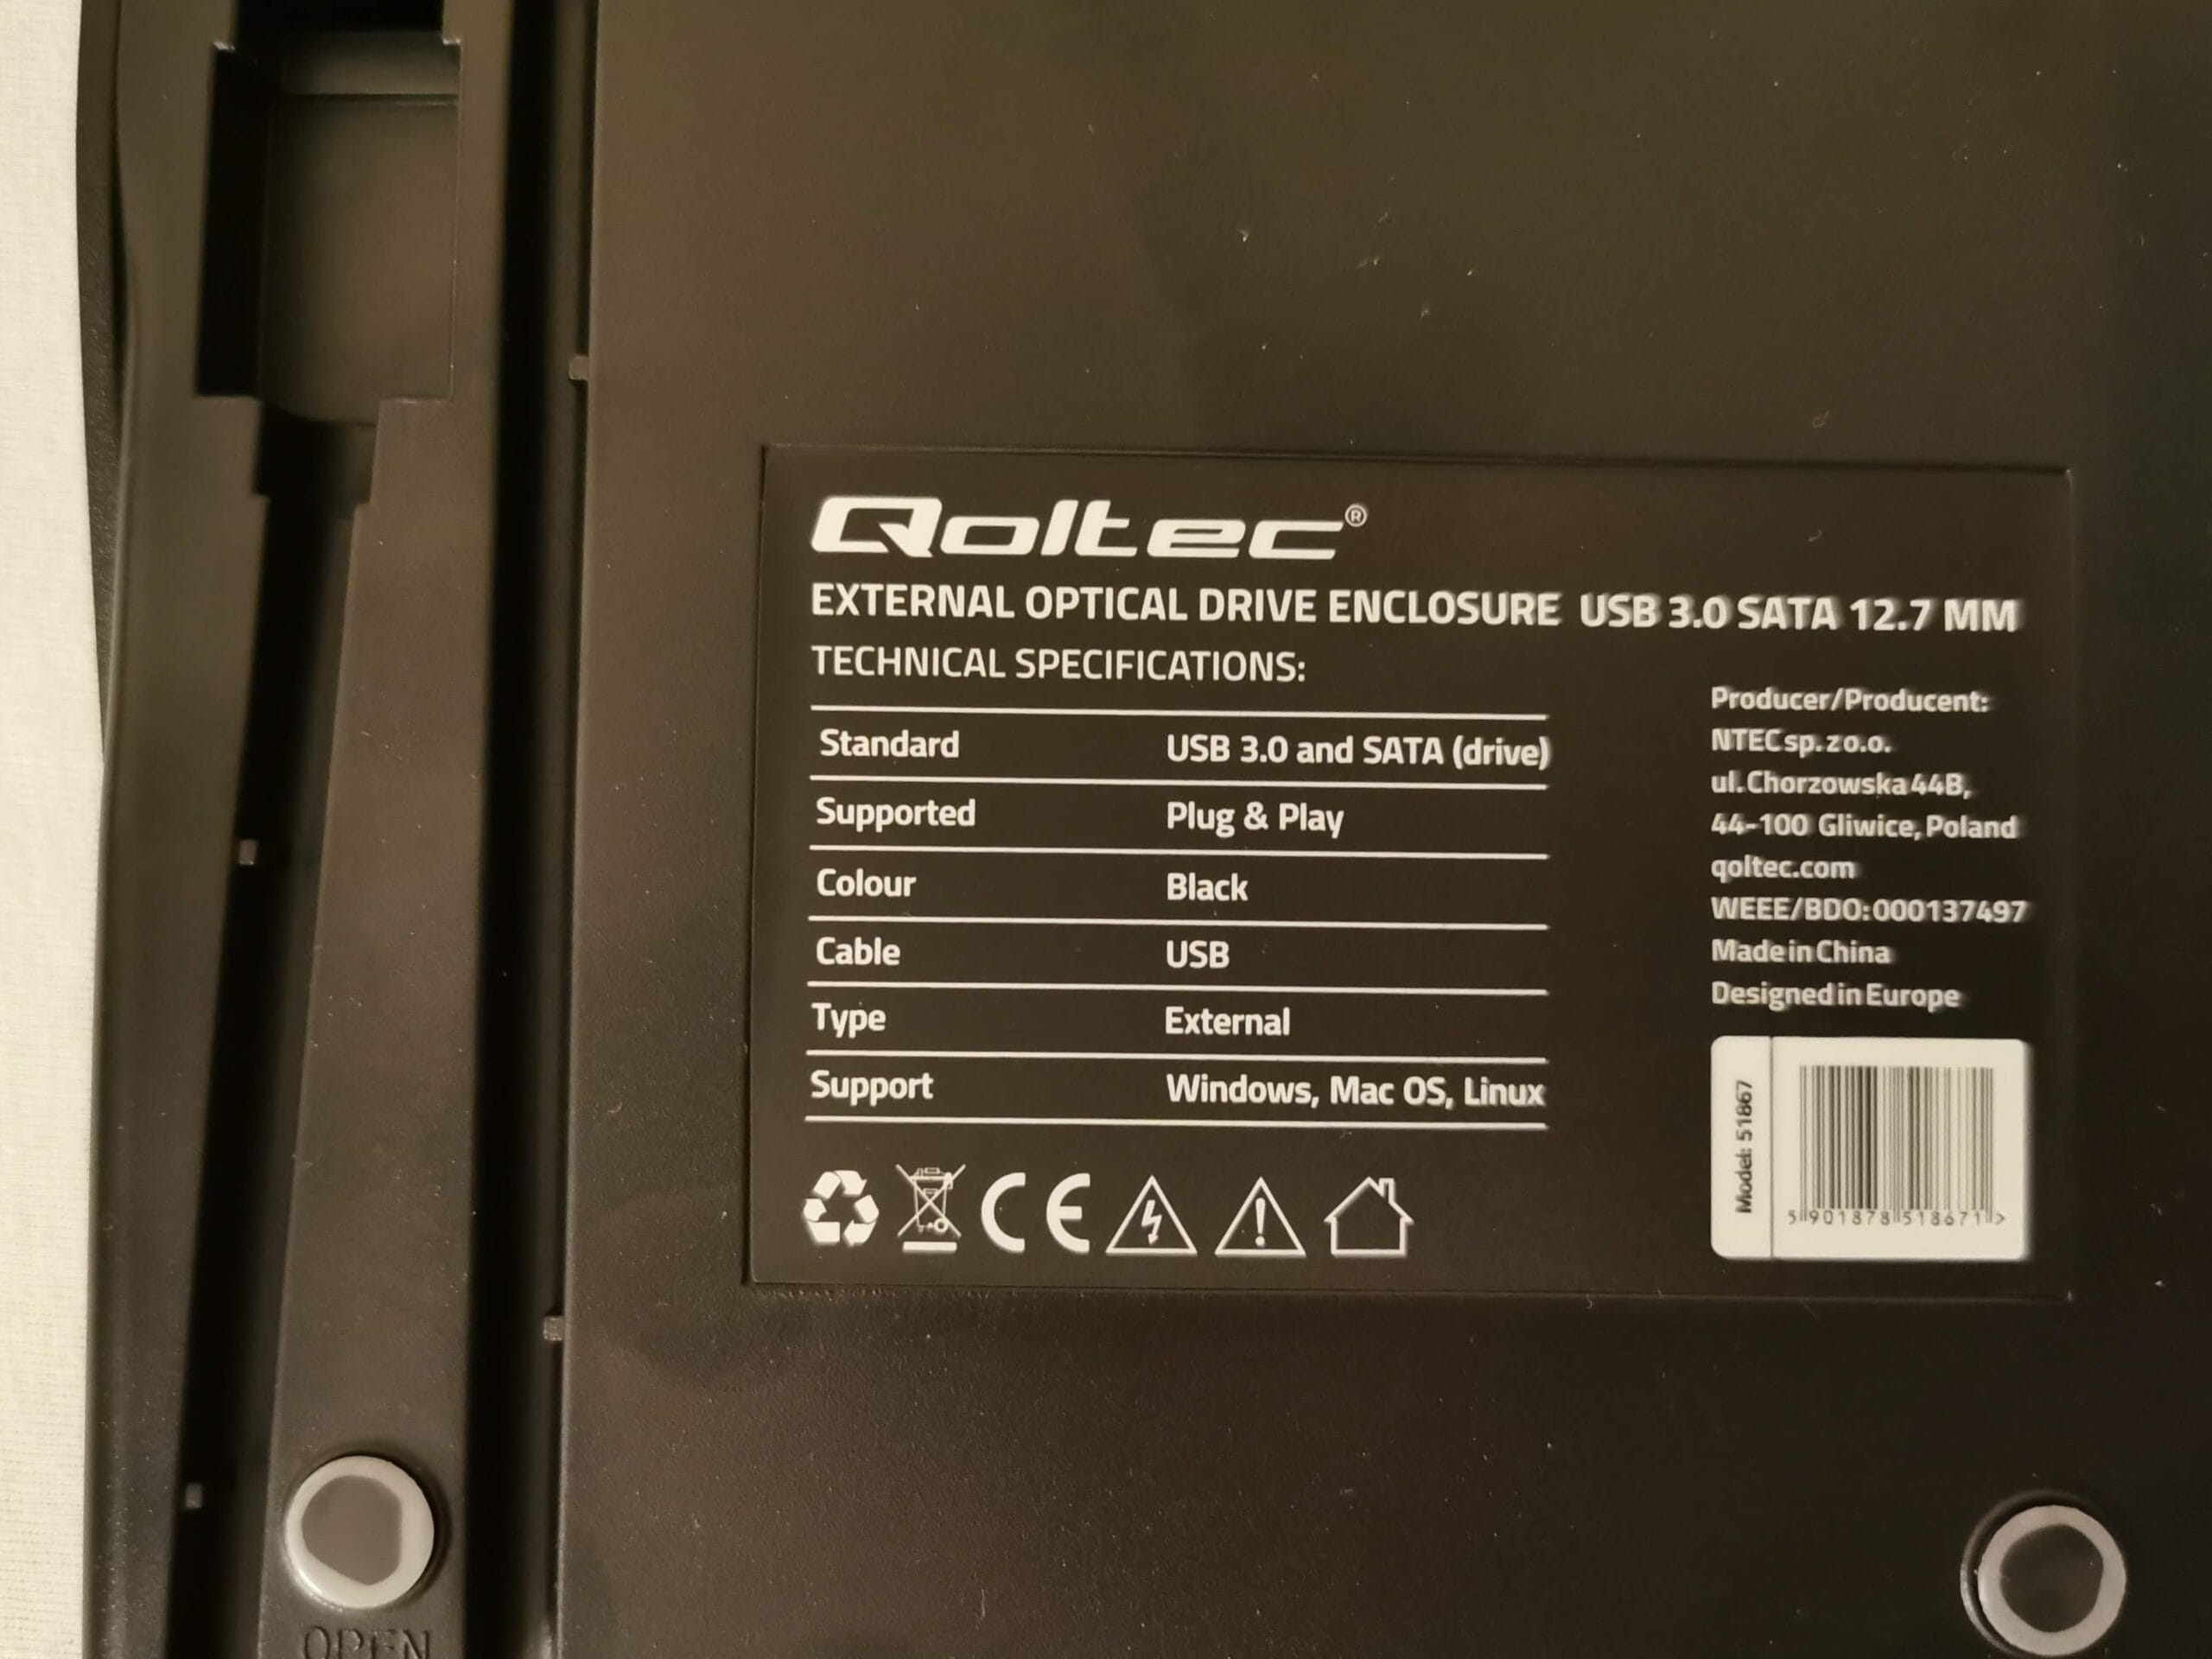 Qoltec®
EXTERNAL OPTICAL DRIVE ENCLOSURE USB 3.0 SATA 12.7 MM
TECHNICAL SPECIFICATIONS:
Standard USB 3.0 and SATA (drive)
Supported Plug & Play
Colour Black
Cable USB
Type External
Support Windows, Mac OS, Linux
CE
Producer/Producent:
NTEC sp. z o.o.
ul. Chorzowska 44B,
44-100 Gliwice, Poland
qoltec.com
WEEE/BDO: 000137497
Made in China
Designed in Europe
Model: 51867
5 901878 518671 >
OPEN